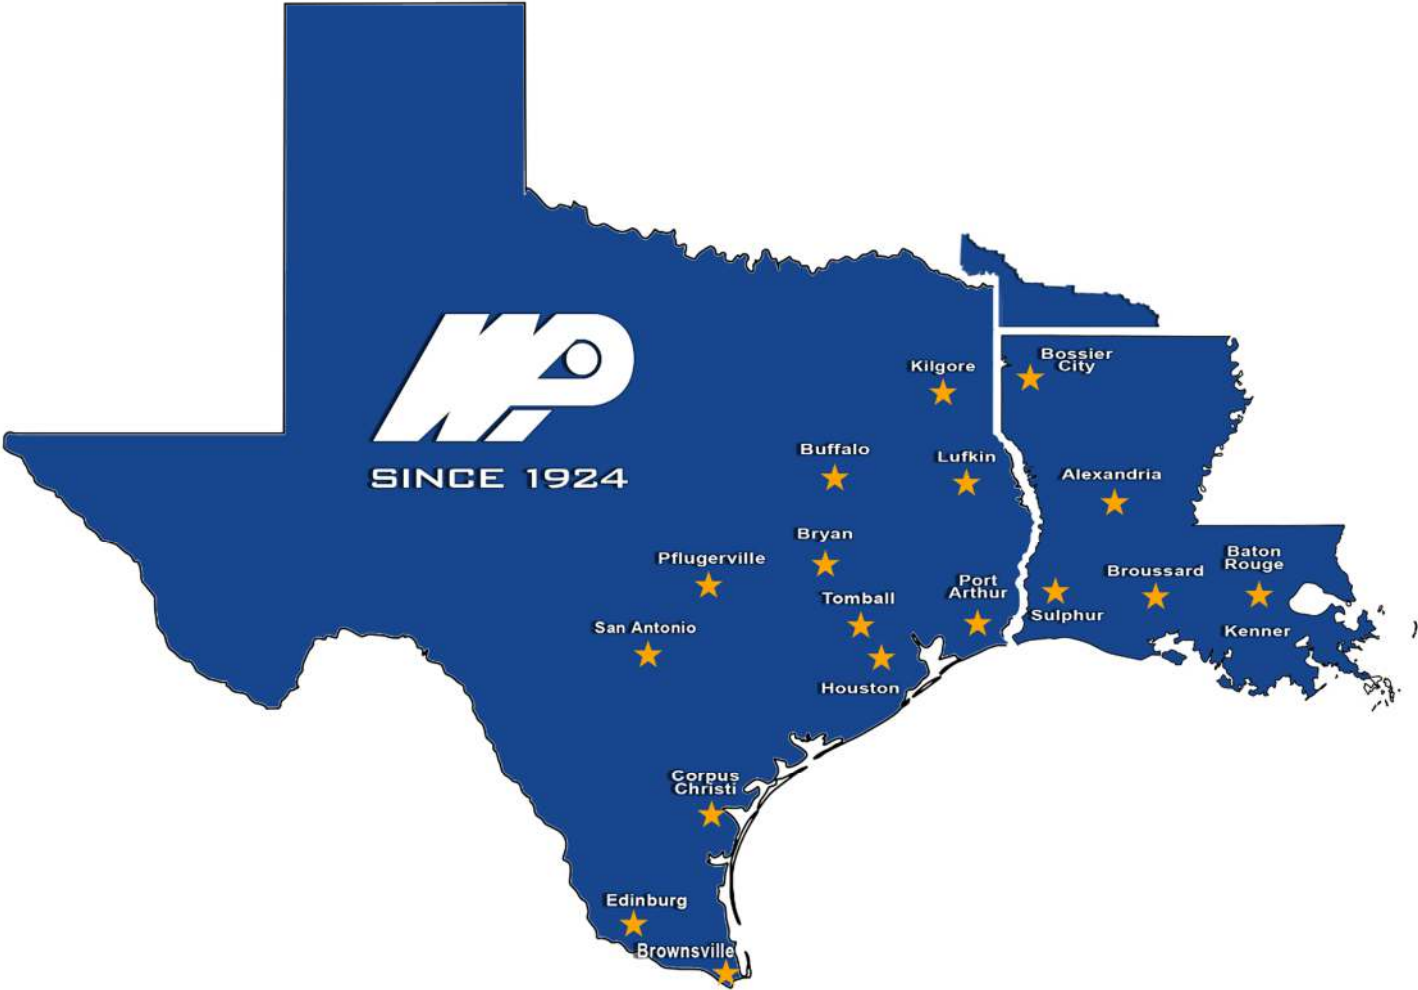 Kilgore
Bossier
City
WP
SINCE 1924
Buffalo
Lufkin
Alexandria
Bryan
Pflugerville
Tomball
Port
Arthur
Sulphur
Broussard
Baton
Rouge
Kenner
San Antonio
Houston
Corpus
Christi
Edinburg
Brownsville